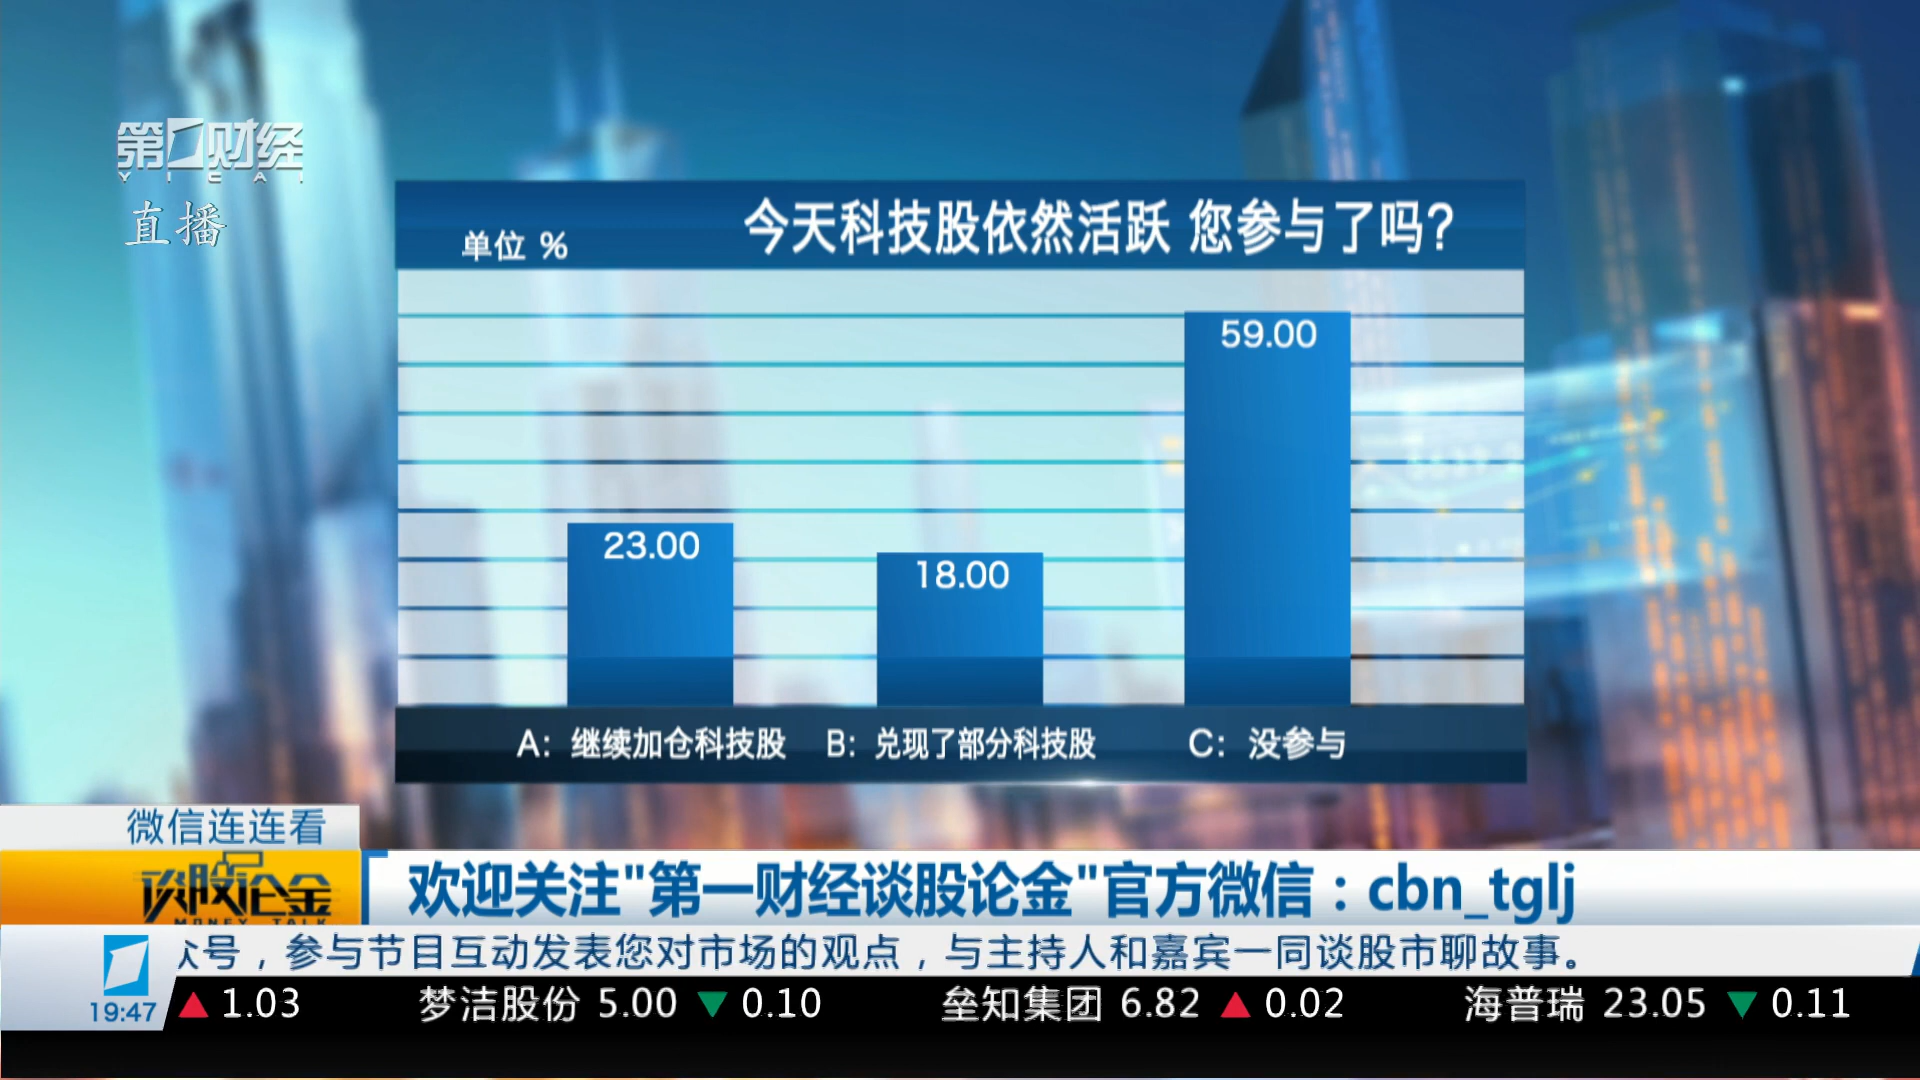 第1财经
YICAI
直播
单位 %
今天科技股依然活跃 您参与了吗?
23.00
18.00
59.00
A: 继续加仓科技股
B: 兑现了部分科技股
C: 没参与
微信连连看
谈股论金
MONEY TALK
欢迎关注"第一财经谈股论金"官方微信：cbn_tglj
众号，参与节目互动发表您对市场的观点，与主持人和嘉宾一同谈股市聊故事。
19:47
▲ 1.03 梦洁股份 5.00 ▼ 0.10 垒知集团 6.82 ▲ 0.02 海普瑞 23.05 ▼ 0.11